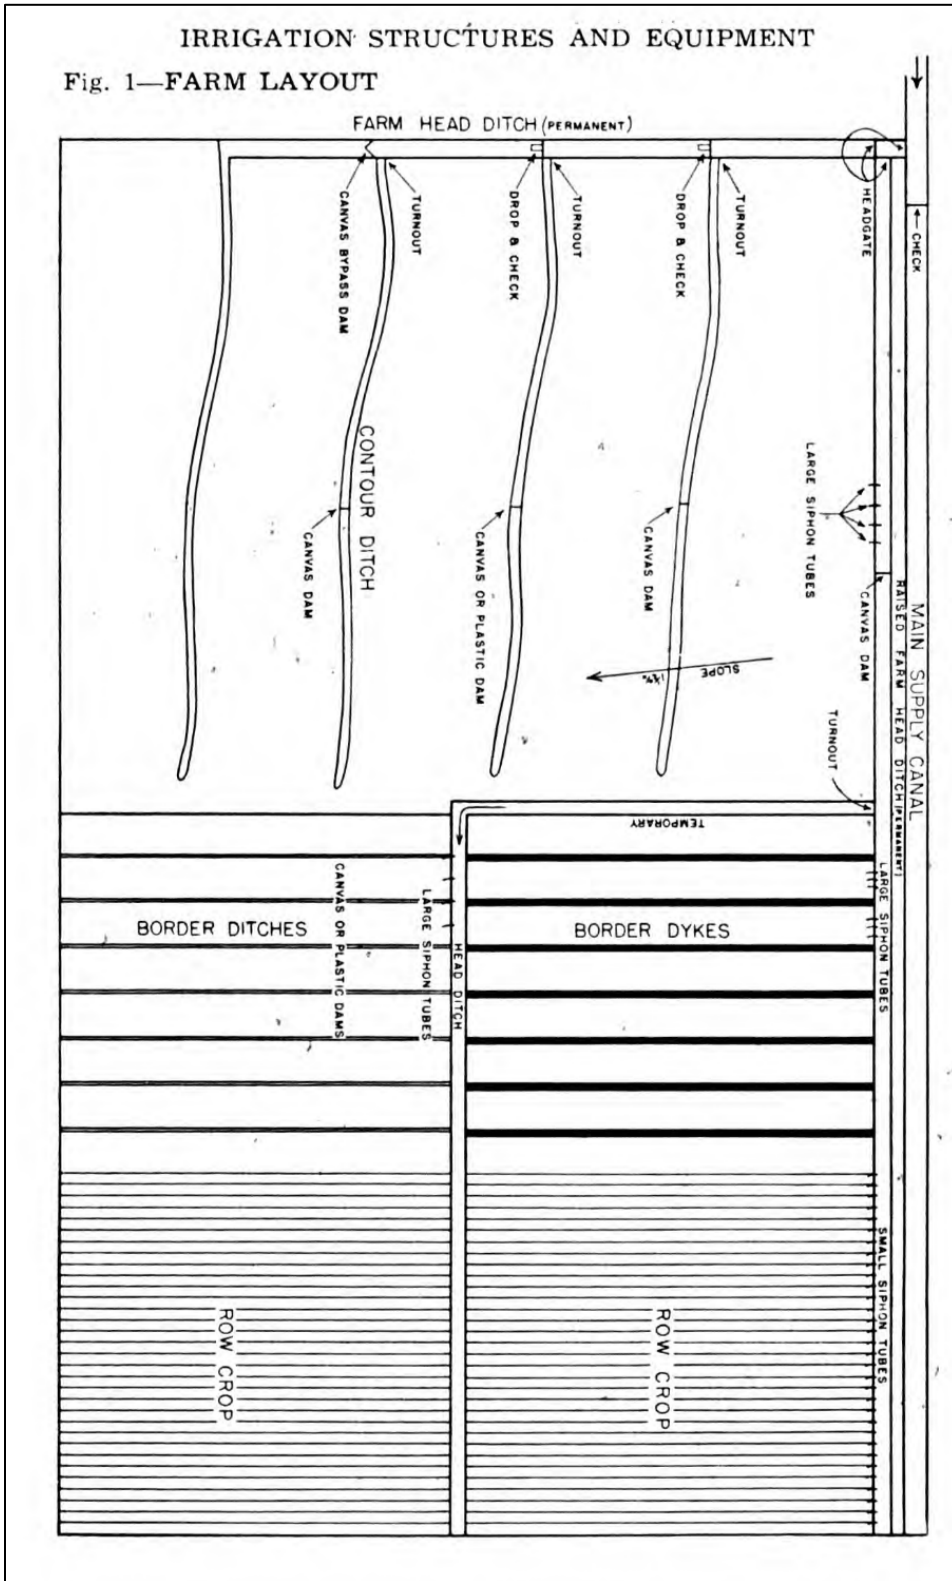 IRRIGATION STRUCTURES AND EQUIPMENT
Fig. 1—FARM LAYOUT
FARM HEAD DITCH (PERMANENT)
CANVAS BYPASS DAM
TURNOUT
DROP & CHECK
TURNOUT
DROP & CHECK
TURNOUT
HEADGATE
CHECK
CONTOUR DITCH
CANVAS DAM
CANVAS OR PLASTIC DAM
CANVAS DAM
LARGE SIPHON TUBES
CANVAS DAM
SLOPE
MAIN SUPPLY CANAL
RAISED FARM HEAD DITCH (PERMANENT)
TURNOUT
TEMPORARY
BORDER DITCHES
CANVAS OR PLASTIC DAMS
LARGE SIPHON TUBES
HEAD DITCH
BORDER DYKES
LARGE SIPHON TUBES
ROW CROP
ROW CROP
SMALL SIPHON TUBES